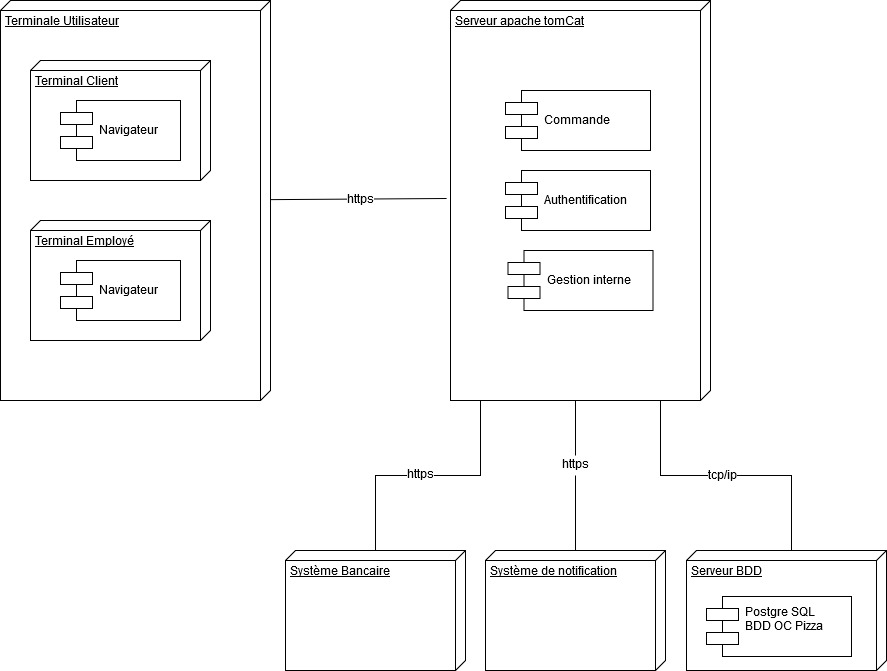 Terminale Utilisateur
Terminal Client
Navigateur
Terminal Employé
Navigateur
https
Serveur apache tomCat
Commande
Authentification
Gestion interne
https
https
tcp/ip
Système Bancaire
Système de notification
Serveur BDD
Postgre SQL
BDD OC Pizza